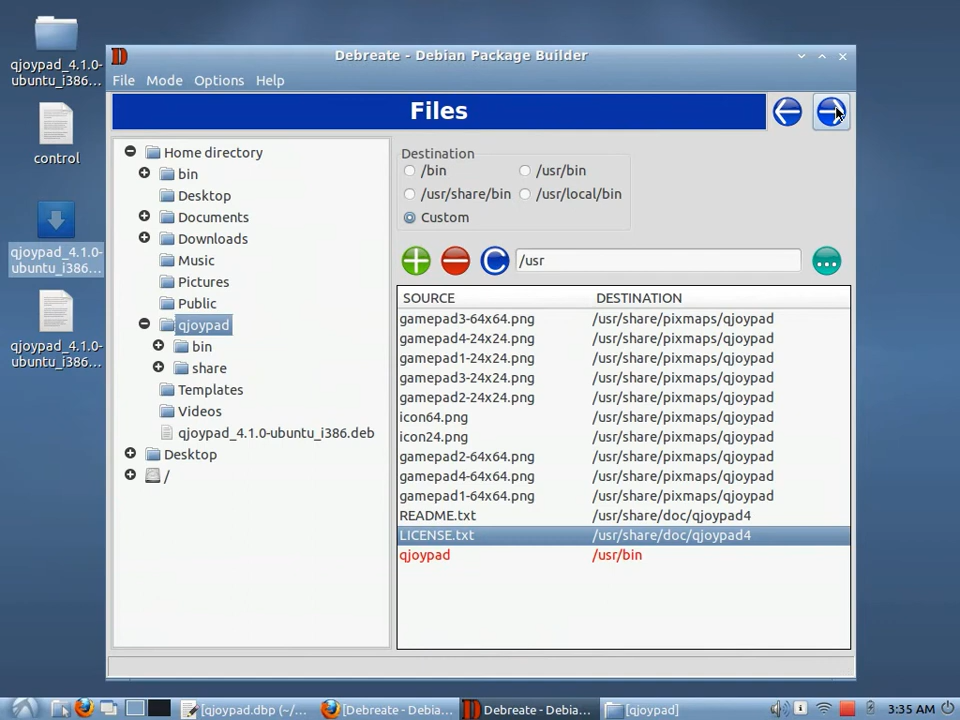 qjoypad_4.1.0-
ubuntu_i386...
control
qjoypad_4.1.0-
ubuntu_i386...
qjoypad_4.1.0-
ubuntu_i386...
Debreate - Debian Package Builder
File Mode Options Help
Files
Home directory
bin
Desktop
Documents
Downloads
Music
Pictures
Public
qjoypad
bin
share
Templates
Videos
qjoypad_4.1.0-ubuntu_i386.deb
Desktop
/
Destination
/bin /usr/bin
/usr/share/bin /usr/local/bin
Custom
/usr
SOURCE DESTINATION
gamepad3-64x64.png /usr/share/pixmaps/qjoypad
gamepad4-24x24.png /usr/share/pixmaps/qjoypad
gamepad1-24x24.png /usr/share/pixmaps/qjoypad
gamepad3-24x24.png /usr/share/pixmaps/qjoypad
gamepad2-24x24.png /usr/share/pixmaps/qjoypad
icon64.png /usr/share/pixmaps/qjoypad
icon24.png /usr/share/pixmaps/qjoypad
gamepad2-64x64.png /usr/share/pixmaps/qjoypad
gamepad4-64x64.png /usr/share/pixmaps/qjoypad
gamepad1-64x64.png /usr/share/pixmaps/qjoypad
README.txt /usr/share/doc/qjoypad4
LICENSE.txt /usr/share/doc/qjoypad4
qjoypad /usr/bin
[qjoypad.dbp (~/... [Debreate - Debia... Debreate - Debia... [qjoypad] 3:35 AM